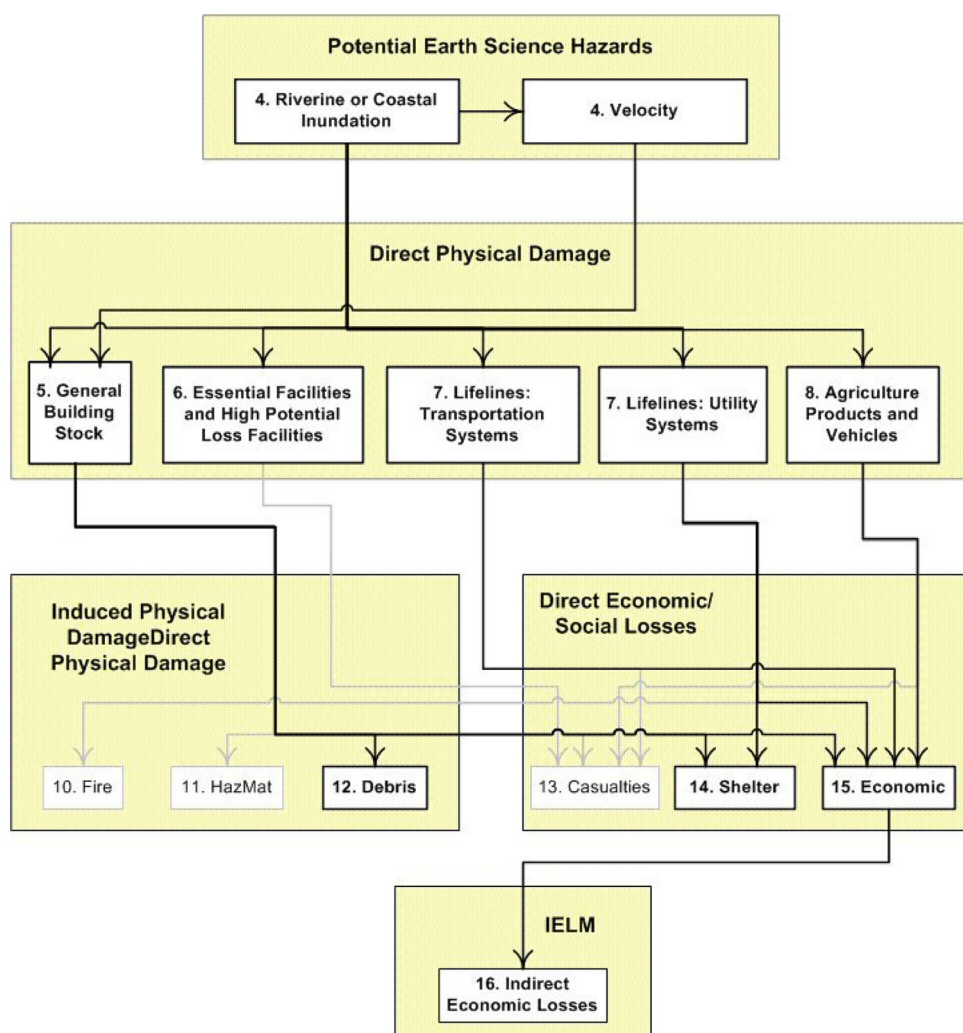 Potential Earth Science Hazards
4. Riverine or Coastal
Inundation
4. Velocity
Direct Physical Damage
5. General
Building
Stock
6. Essential Facilities
and High Potential
Loss Facilities
7. Lifelines:
Transportation
Systems
7. Lifelines: Utility
Systems
8. Agriculture
Products and
Vehicles
Induced Physical
DamageDirect
Physical Damage
10. Fire
11. HazMat
12. Debris
Direct Economic/
Social Losses
13. Casualties
14. Shelter
15. Economic
IELM
16. Indirect
Economic Losses